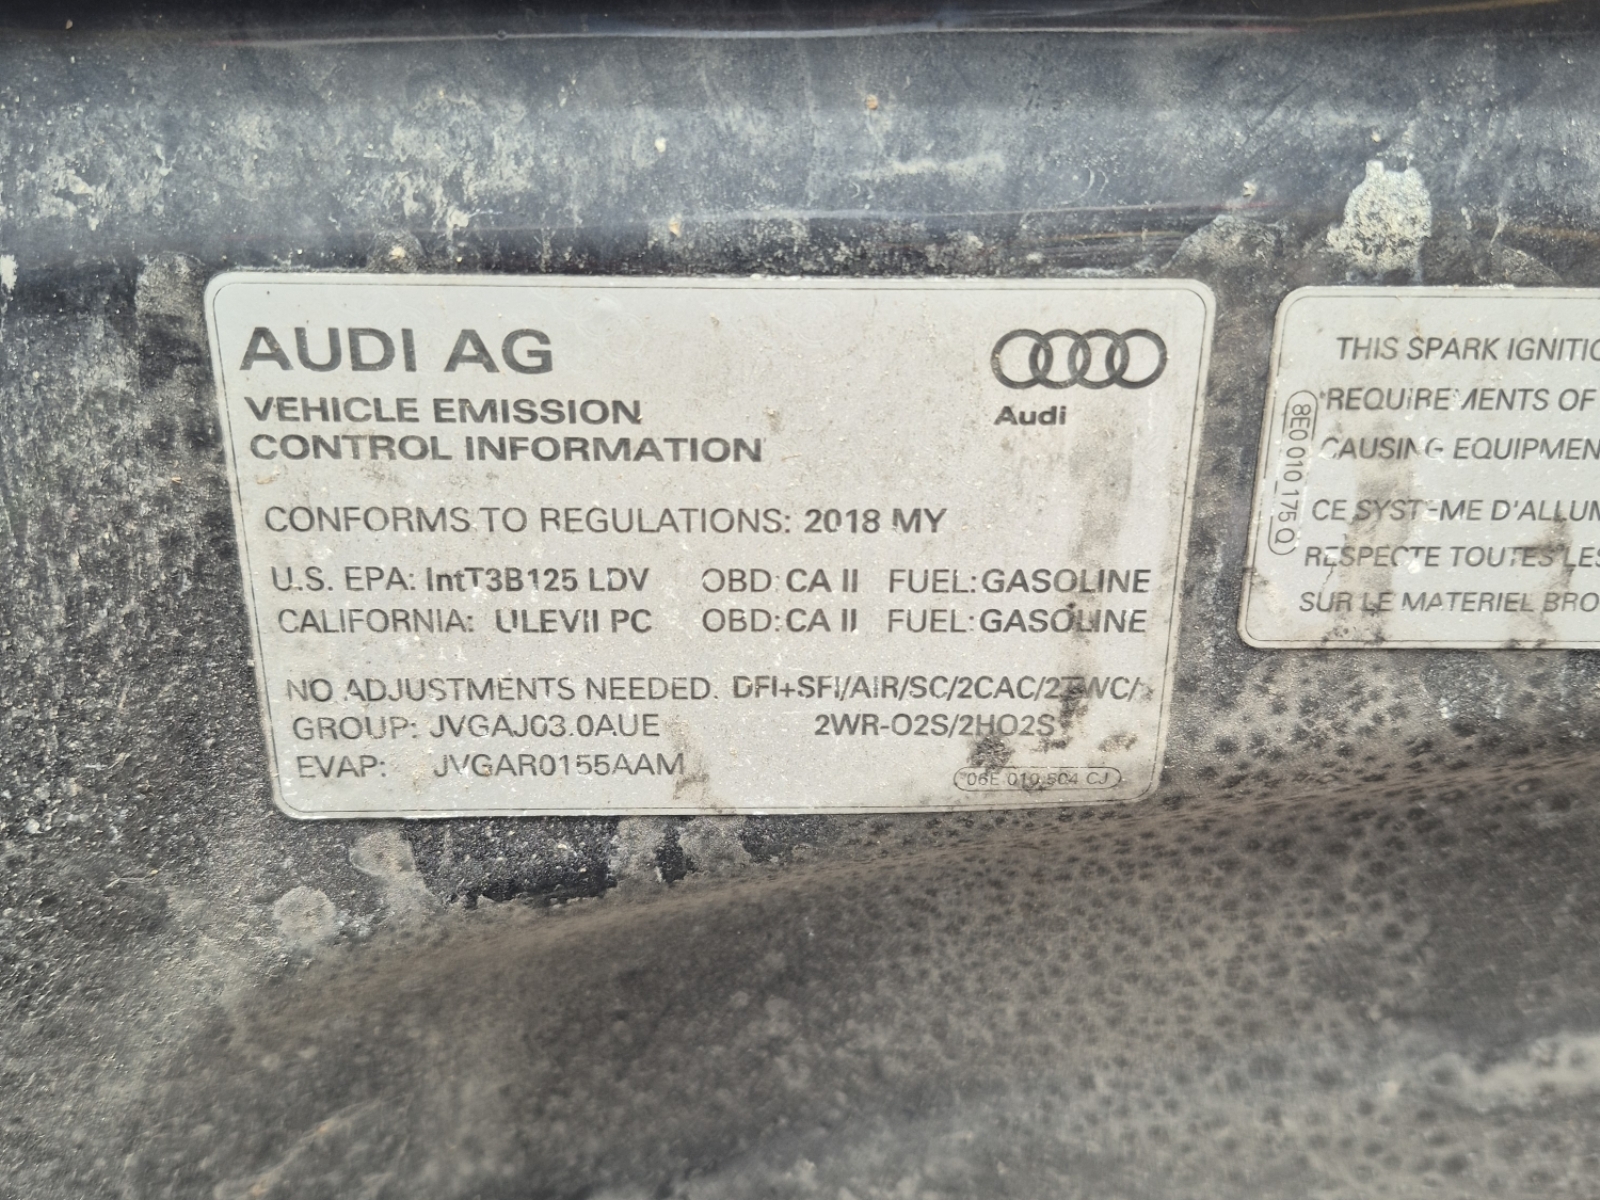 AUDI AG
Audi
VEHICLE EMISSION
CONTROL INFORMATION
CONFORMS TO REGULATIONS: 2018 MY
U.S. EPA: IntT3B125 LDV OBD: CA II FUEL: GASOLINE
CALIFORNIA: ULEVII PC OBD: CA II FUEL: GASOLINE
NO ADJUSTMENTS NEEDED. DFI+SFI/AIR/SC/2CAC/2TWC/
GROUP: JVGAJ03.0AUE 2WR-O2S/2HO2S
EVAP: JVGAR0155AAM
06E 010 504 CJ
THIS SPARK IGNITIO
REQUIREMENTS OF
CAUSING EQUIPMEN
CE SYSTEME D'ALLUM
RESPECTE TOUTES LES
SUR LE MATERIEL BRO
8E0 010 175 Q